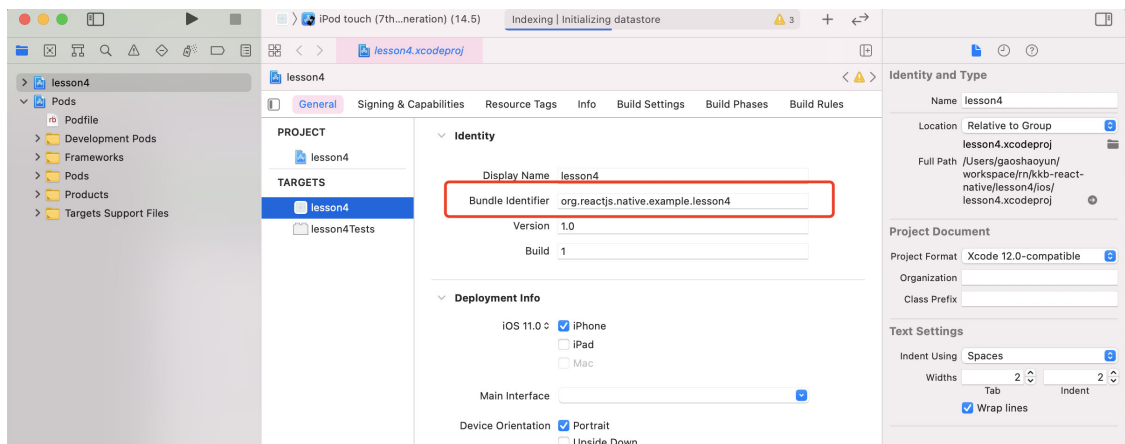 iPod touch (7th...neration) (14.5)
Indexing | Initializing datastore
3
lesson4.xcodeproj
lesson4
Pods
rb Podfile
Development Pods
Frameworks
Pods
Products
Targets Support Files
lesson4
General Signing & Capabilities Resource Tags Info Build Settings Build Phases Build Rules
PROJECT
lesson4
TARGETS
lesson4
lesson4Tests
Identity
Display Name lesson4
Bundle Identifier org.reactjs.native.example.lesson4
Version 1.0
Build 1
Deployment Info
iOS 11.0 iPhone
iPad
Mac
Main Interface
Device Orientation Portrait
Upside Down
Identity and Type
Name lesson4
Location Relative to Group
lesson4.xcodeproj
Full Path /Users/gaoshaoyun/
workspace/rn/kkb-react-
native/lesson4/ios/
lesson4.xcodeproj
Project Document
Project Format Xcode 12.0-compatible
Organization
Class Prefix
Text Settings
Indent Using Spaces
Widths 2 2
Tab Indent
Wrap lines